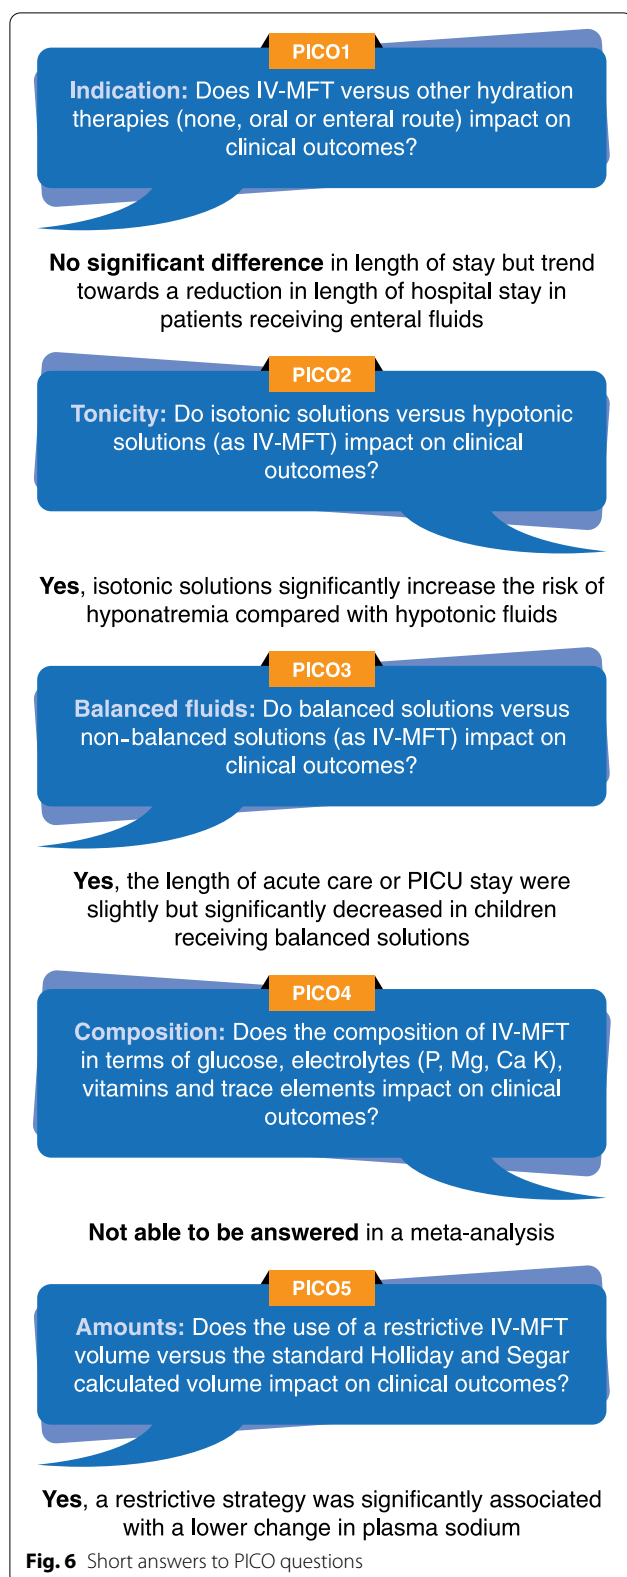 PICO1
Indication: Does IV-MFT versus other hydration
therapies (none, oral or enteral route) impact on
clinical outcomes?
No significant difference in length of stay but trend
towards a reduction in length of hospital stay in
patients receiving enteral fluids
PICO2
Tonicity: Do isotonic solutions versus hypotonic
solutions (as IV-MFT) impact on clinical
outcomes?
Yes, isotonic solutions significantly increase the risk of
hyponatremia compared with hypotonic fluids
PICO3
Balanced fluids: Do balanced solutions versus
non-balanced solutions (as IV-MFT) impact on
clinical outcomes?
Yes, the length of acute care or PICU stay were
slightly but significantly decreased in children
receiving balanced solutions
PICO4
Composition: Does the composition of IV-MFT
in terms of glucose, electrolytes (P, Mg, Ca K),
vitamins and trace elements impact on clinical
outcomes?
Not able to be answered in a meta-analysis
PICO5
Amounts: Does the use of a restrictive IV-MFT
volume versus the standard Holliday and Segar
calculated volume impact on clinical outcomes?
Yes, a restrictive strategy was significantly associated
with a lower change in plasma sodium
Fig. 6 Short answers to PICO questions